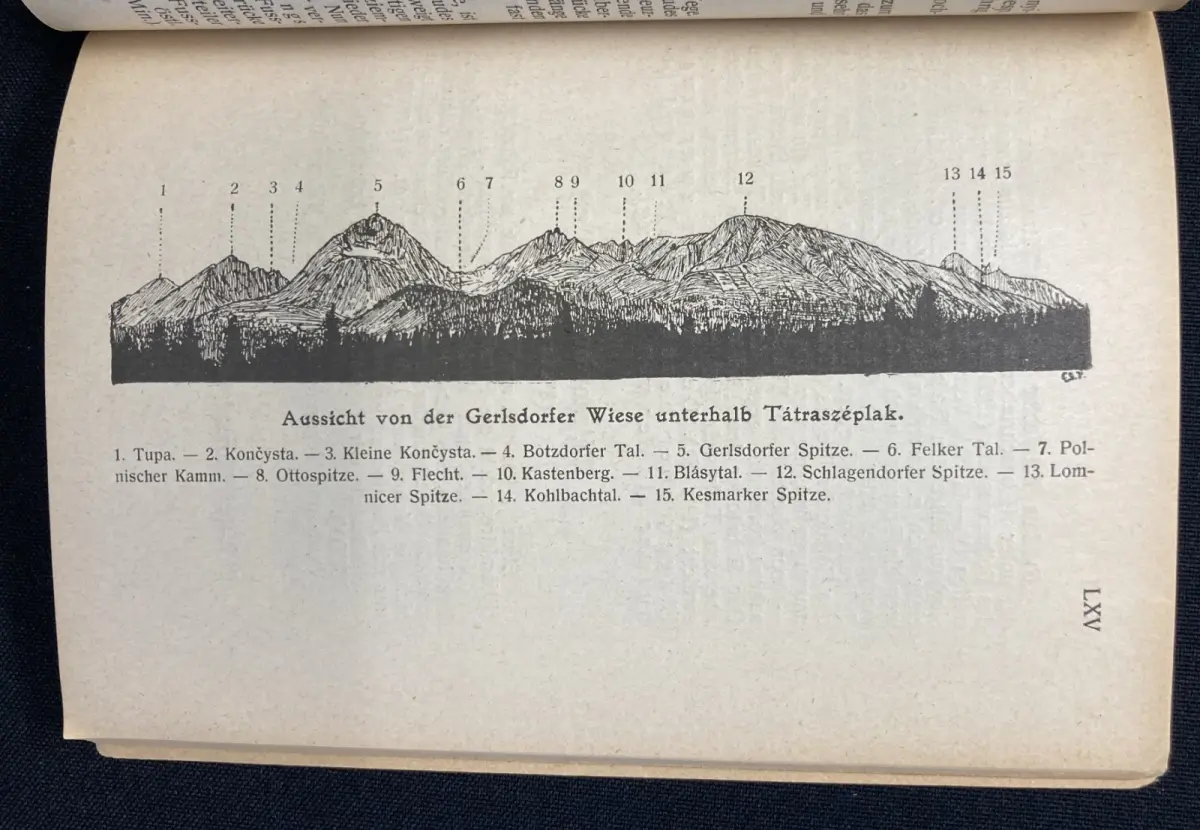 1 2 3 4 5 6 7 8 9 10 11 12 13 14 15
Aussicht von der Gerlsdorfer Wiese unterhalb Tátraszéplak.
1. Tupa. — 2. Končysta. — 3. Kleine Končysta. — 4. Botzdorfer Tal. — 5. Gerlsdorfer Spitze. — 6. Felker Tal. — 7. Pol-
nischer Kamm. — 8. Ottospitze. — 9. Flecht. — 10. Kastenberg. — 11. Blásytal. — 12. Schlagendorfer Spitze. — 13. Lom-
nicer Spitze. — 14. Kohlbachtal. — 15. Kesmarker Spitze.
LXV